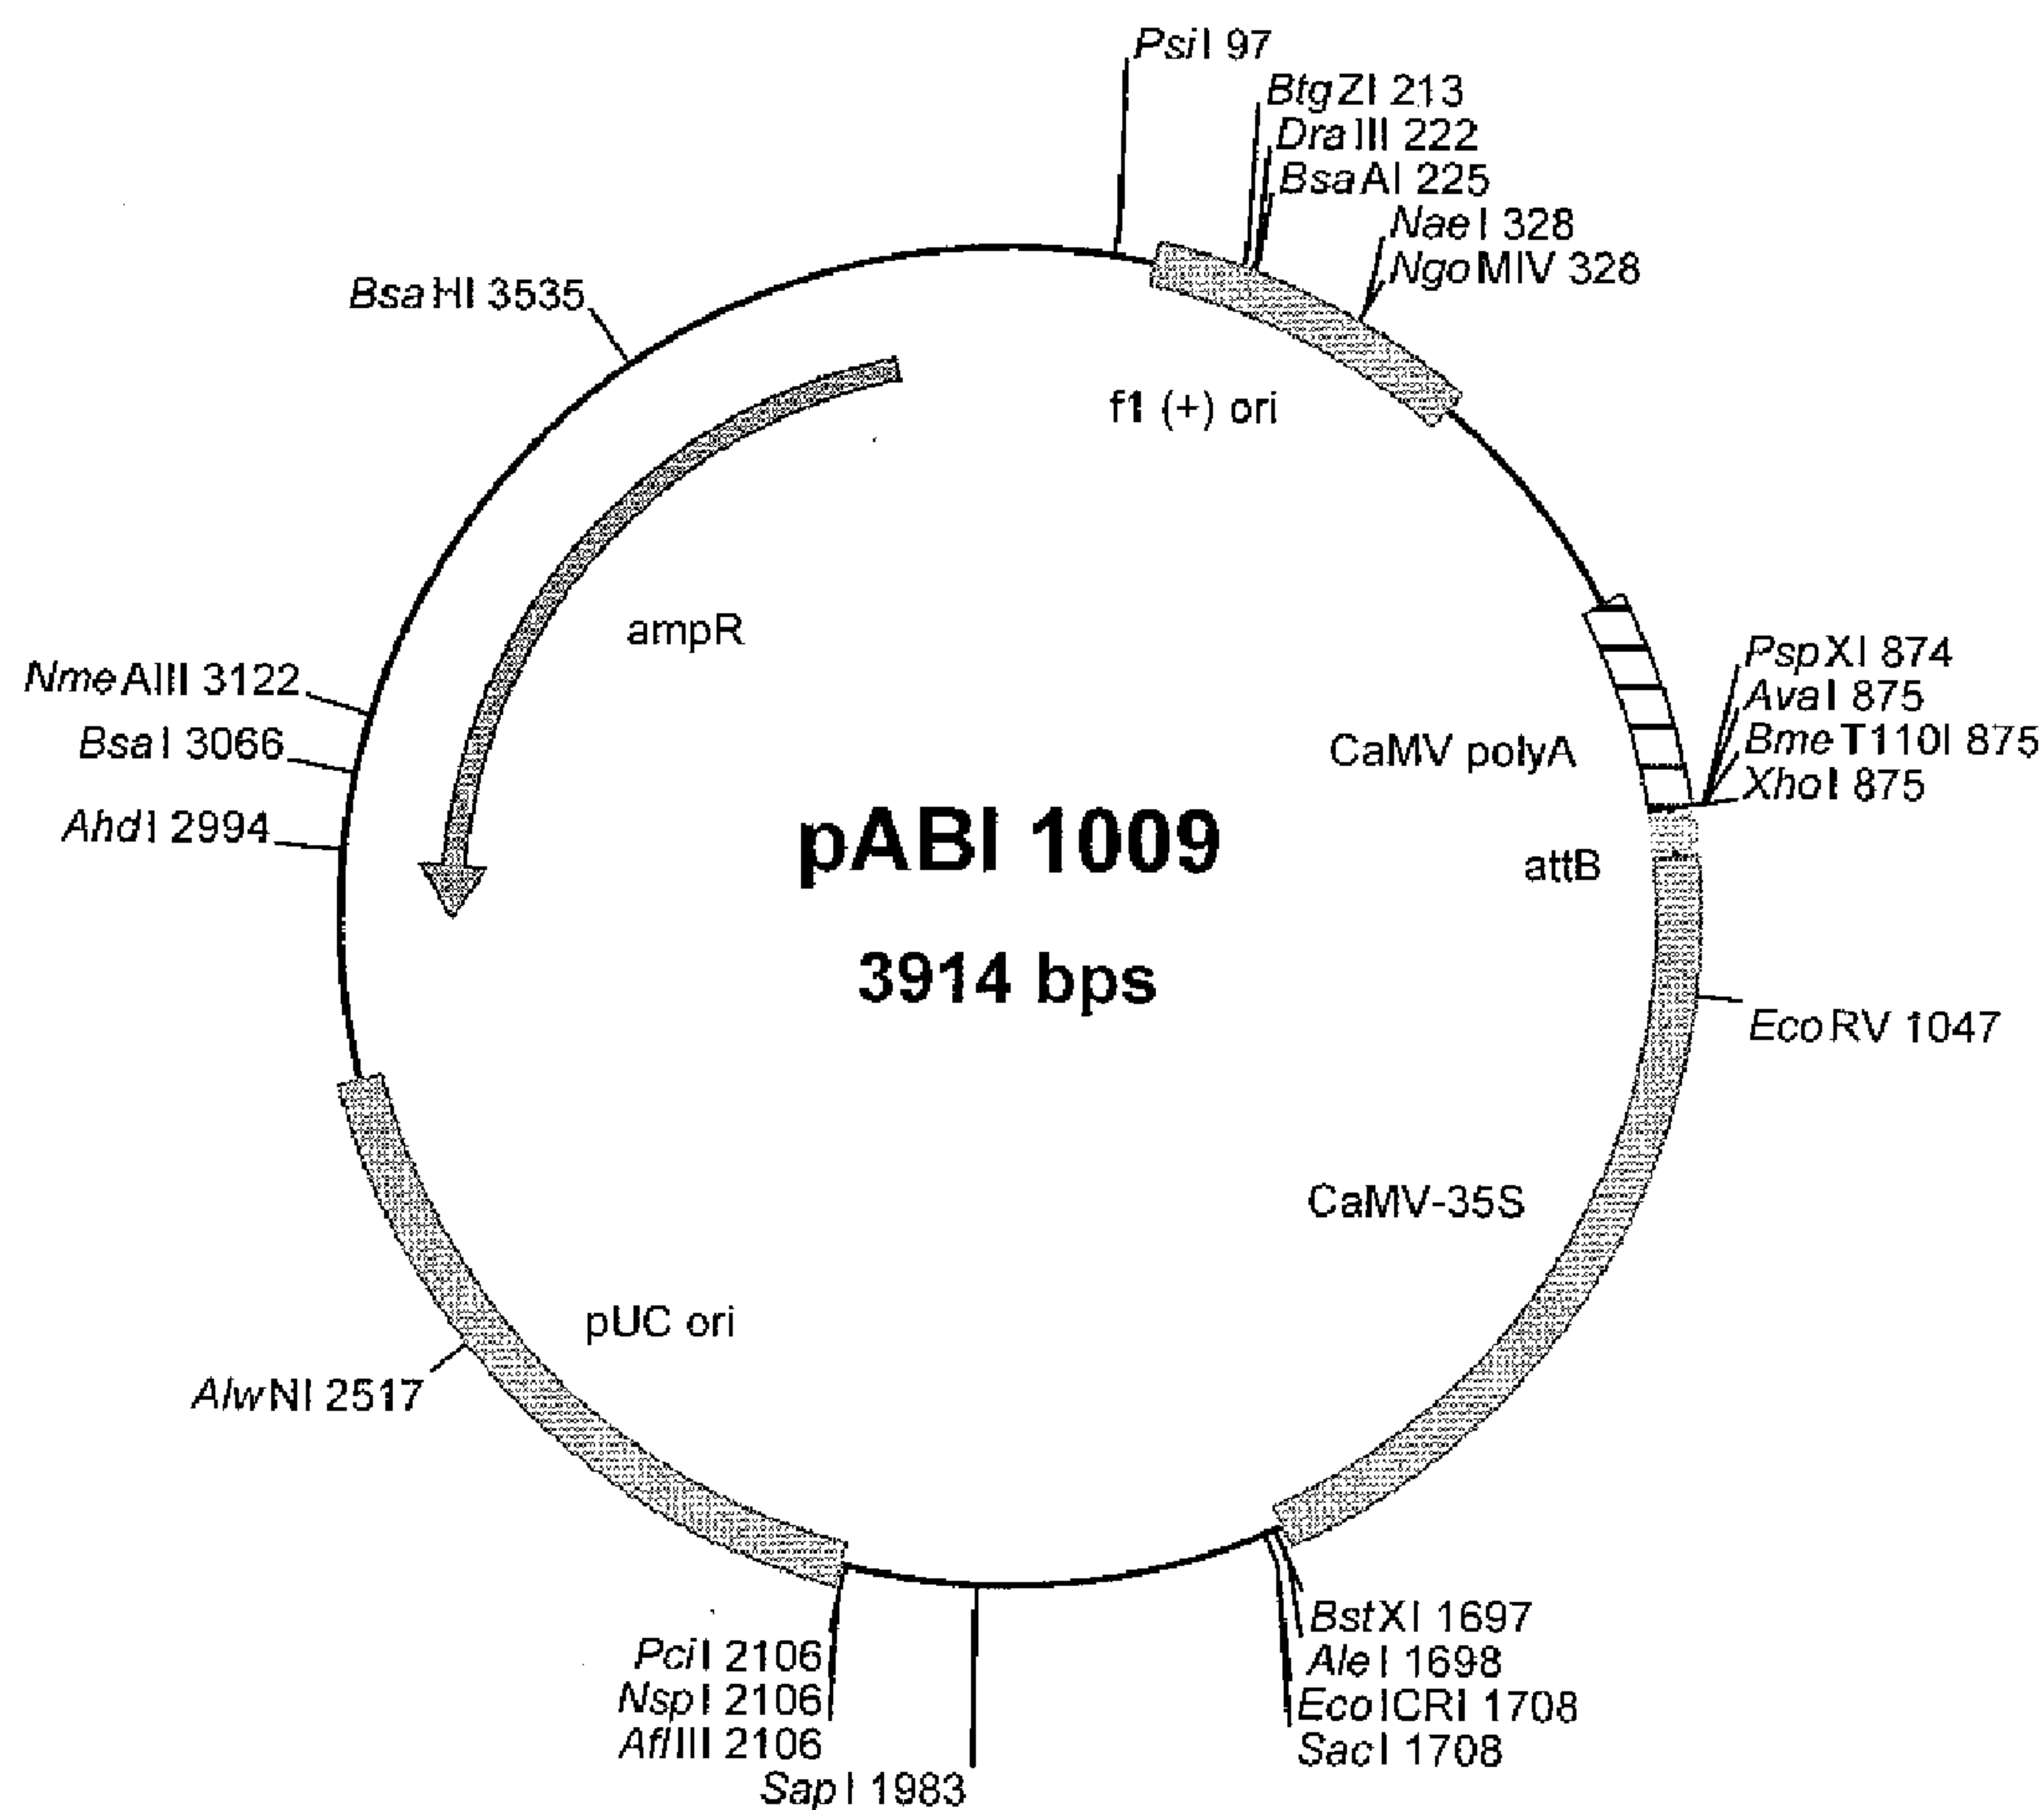 PsiI 97
BtgZI 213
DraIII 222
BsaAI 225
NaeI 328
NgoMIV 328
BsaHI 3535
f1 (+) ori
ampR
NmeAIII 3122
BsaI 3066
AhdI 2994
PspXI 874
AvaI 875
BmeT110I 875
XhoI 875
CaMV polyA
attB
pABI 1009
3914 bps
EcoRV 1047
CaMV-35S
pUC ori
AlwNI 2517
BstXI 1697
AleI 1698
EcoICRI 1708
SacI 1708
PciI 2106
NspI 2106
AflIII 2106
SapI 1983